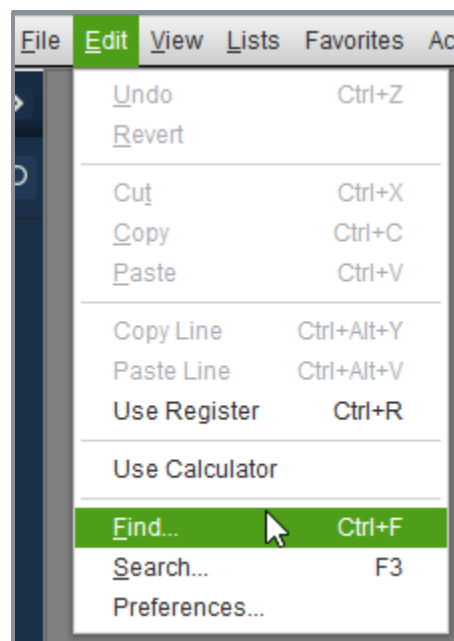 File Edit View Lists Favorites Ac
Undo Ctrl+Z
Revert
Cut Ctrl+X
Copy Ctrl+C
Paste Ctrl+V
Copy Line Ctrl+Alt+Y
Paste Line Ctrl+Alt+V
Use Register Ctrl+R
Use Calculator
Find... Ctrl+F
Search... F3
Preferences...